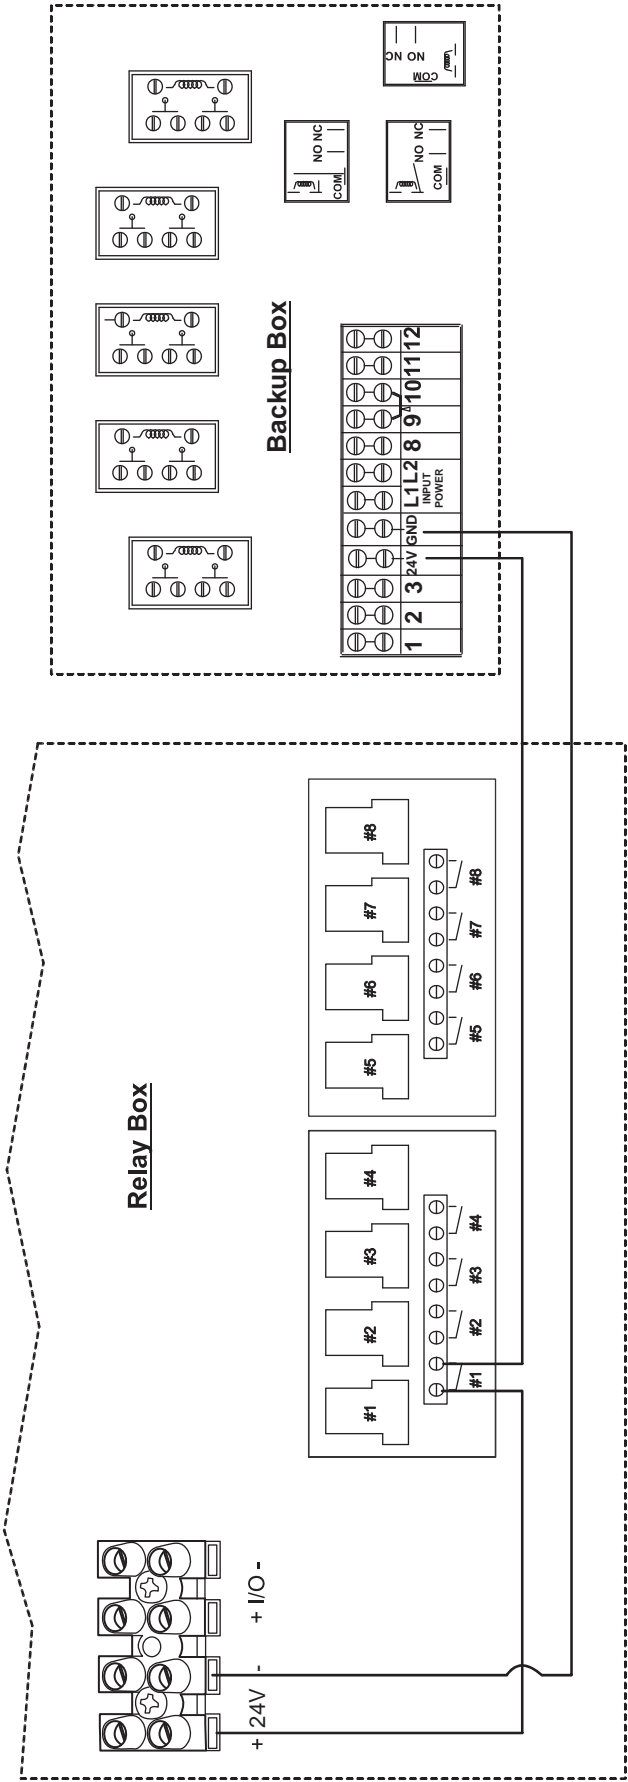 NO NC
COM
NO NC
COM
NO NC
COM
Backup Box
1 2 3 24V GND L1 L2 8 9 10 11 12
INPUT
POWER
Relay Box
#1 #2 #3 #4
#1 #2 #3 #4
#5 #6 #7 #8
#5 #6 #7 #8
+ 24V - + I/O -